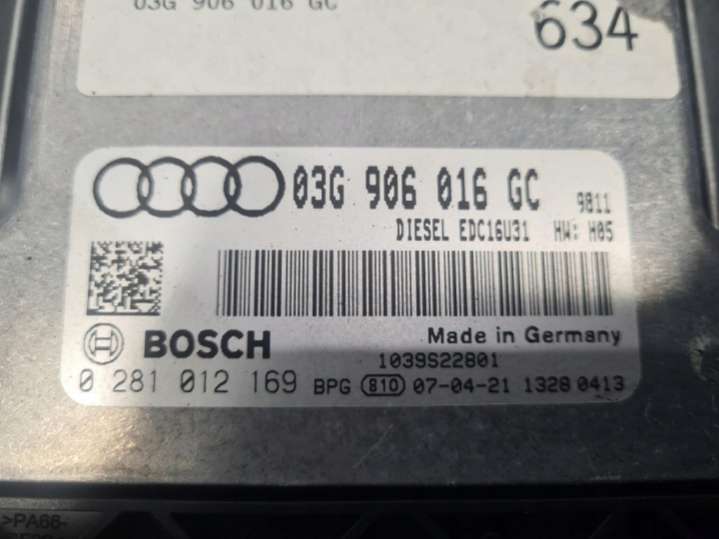 03G 906 016 GC
634
03G 906 016 GC 9811
DIESEL EDC16U31 HW: H05
BOSCH Made in Germany
1039S22801
0 281 012 169 BPG 810 07-04-21 1328 0413
>PA66-